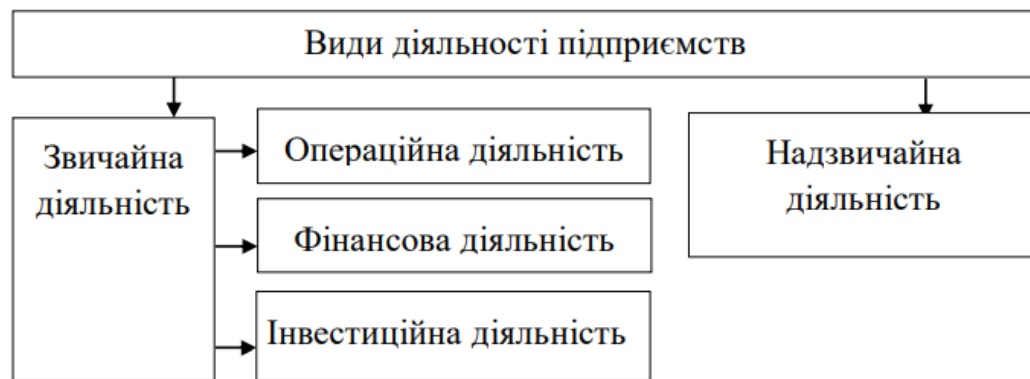 Види діяльності підприємств
Звичайна
діяльність
Операційна діяльність
Фінансова діяльність
Інвестиційна діяльність
Надзвичайна
діяльність